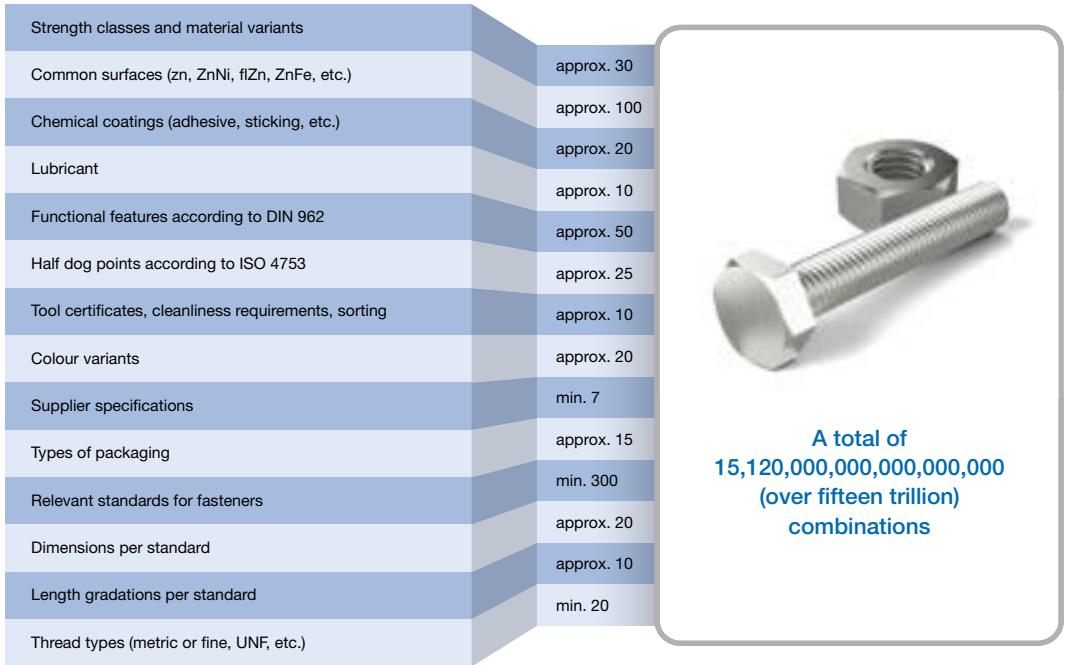 Strength classes and material variants
approx. 30
Common surfaces (zn, ZnNi, flZn, ZnFe, etc.)
approx. 100
Chemical coatings (adhesive, sticking, etc.)
approx. 20
Lubricant
approx. 10
Functional features according to DIN 962
approx. 50
Half dog points according to ISO 4753
approx. 25
Tool certificates, cleanliness requirements, sorting
approx. 10
Colour variants
approx. 20
Supplier specifications
min. 7
Types of packaging
approx. 15
Relevant standards for fasteners
min. 300
Dimensions per standard
approx. 20
Length gradations per standard
approx. 10
Thread types (metric or fine, UNF, etc.)
min. 20
A total of
15,120,000,000,000,000,000
(over fifteen trillion)
combinations